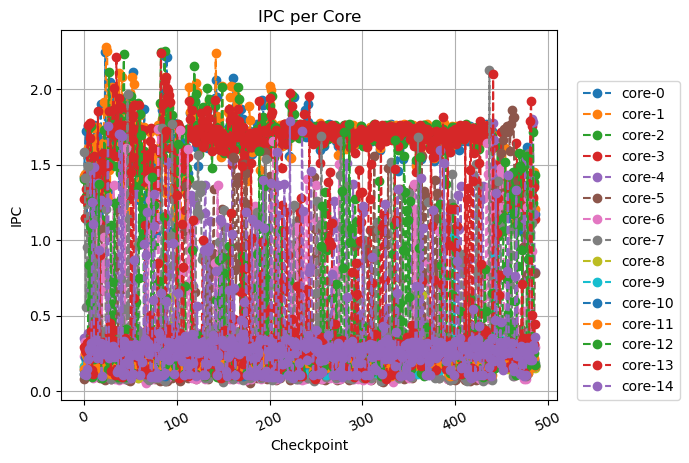 IPC per Core
IPC
2.0
1.5
1.0
0.5
0.0
0
100
200
300
400
500
Checkpoint
core-0
core-1
core-2
core-3
core-4
core-5
core-6
core-7
core-8
core-9
core-10
core-11
core-12
core-13
core-14